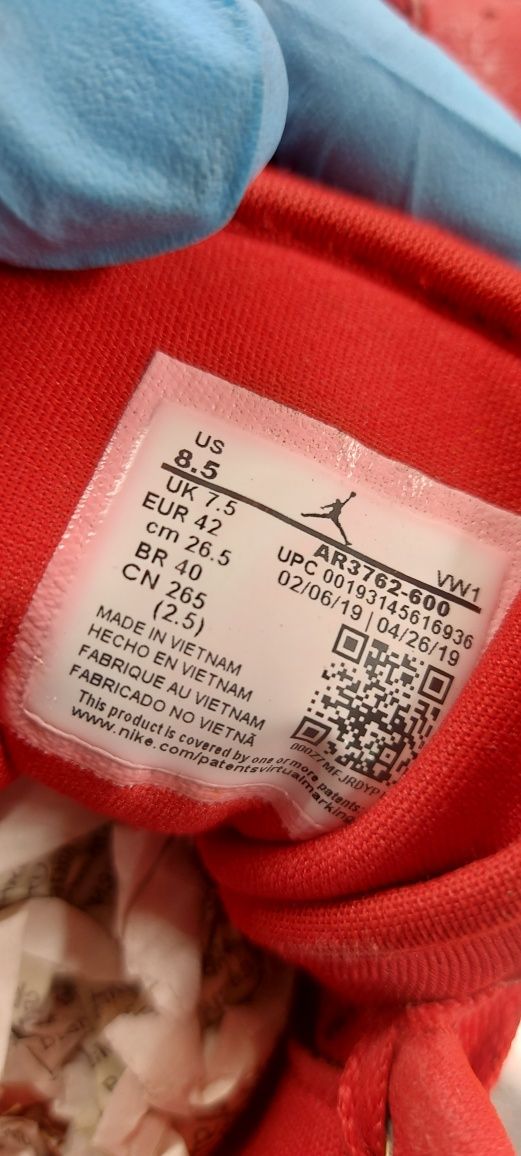 US
8.5
UK 7.5
EUR 42
cm 26.5
BR 40
CN 265
(2.5)
VW1
AR3762-600
UPC 00193145616936
02/06/19 | 04/26/19
MADE IN VIETNAM
HECHO EN VIETNAM
FABRIQUE AU VIETNAM
FABRICADO NO VIETNÃ
This product is covered by one or more patents
www.nike.com/patentsvirtualmarking